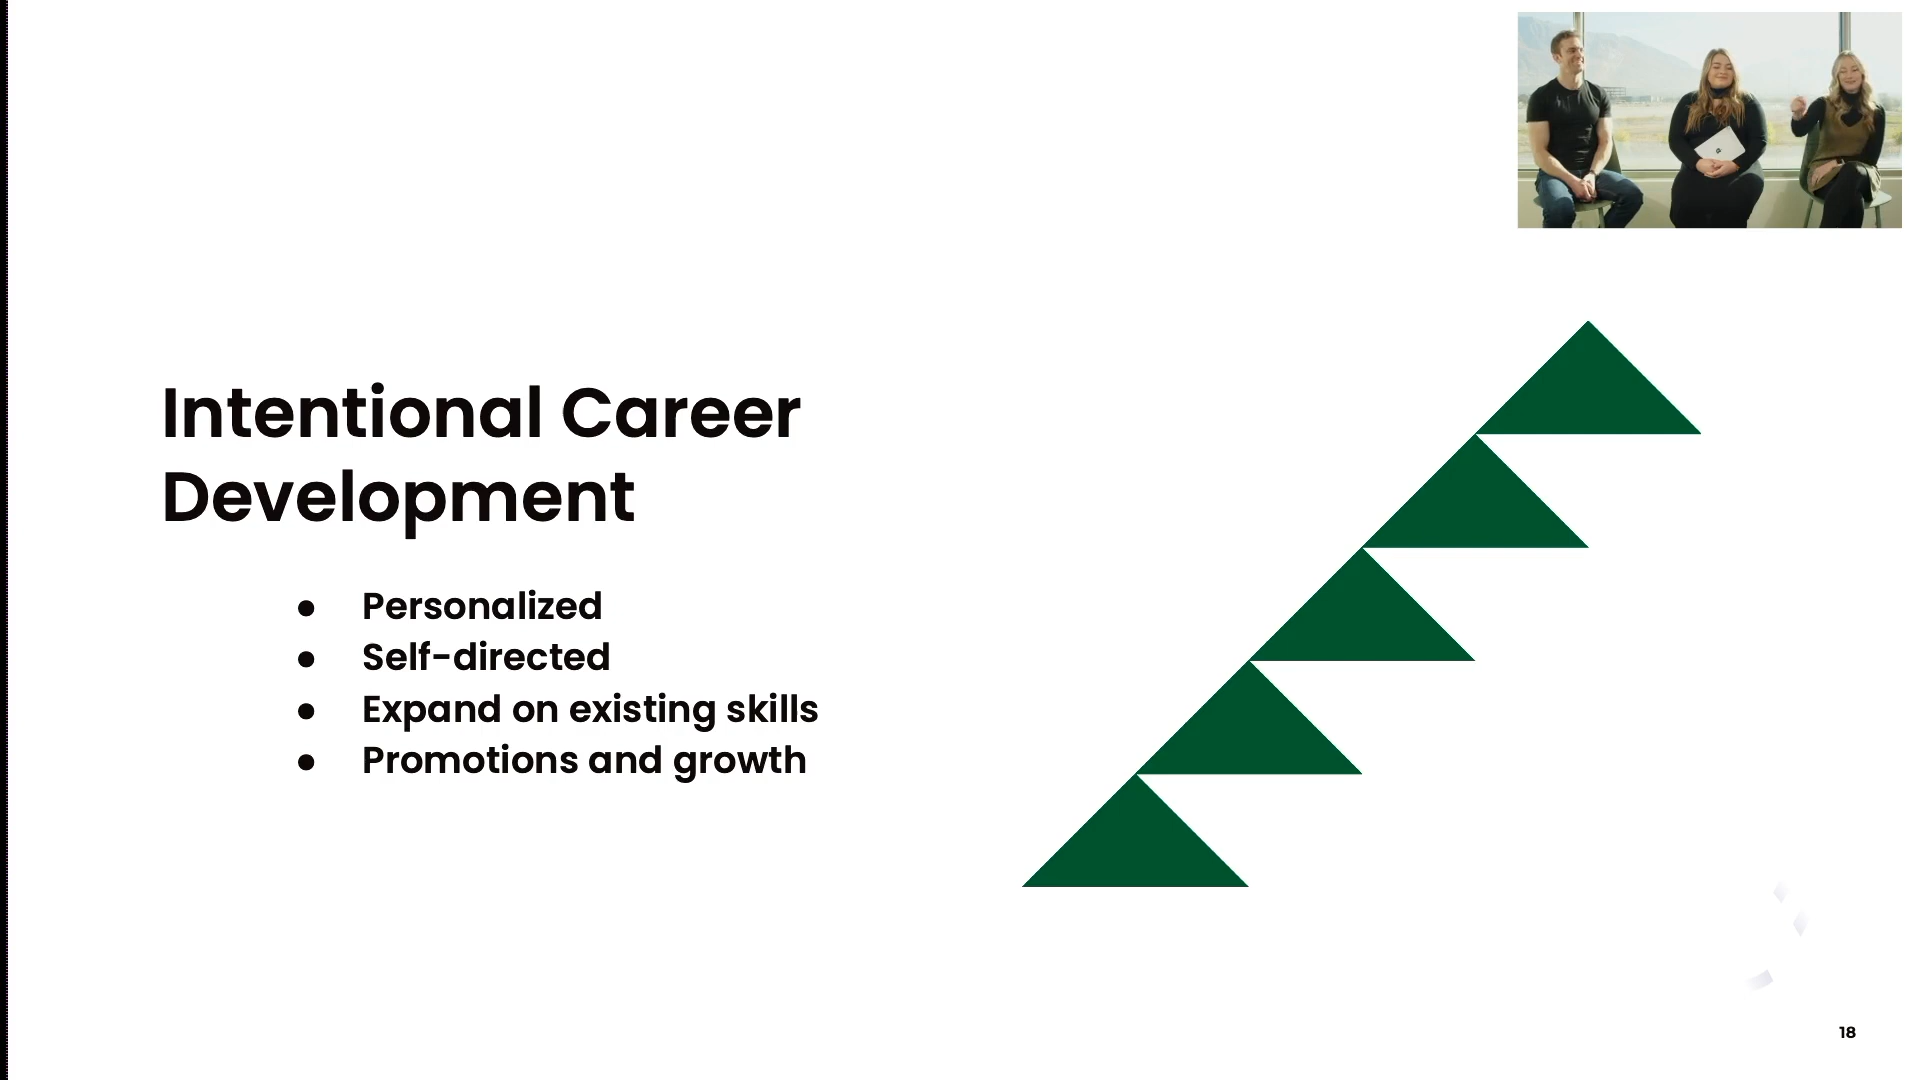 Intentional Career
Development
● Personalized
● Self-directed
● Expand on existing skills
● Promotions and growth
18